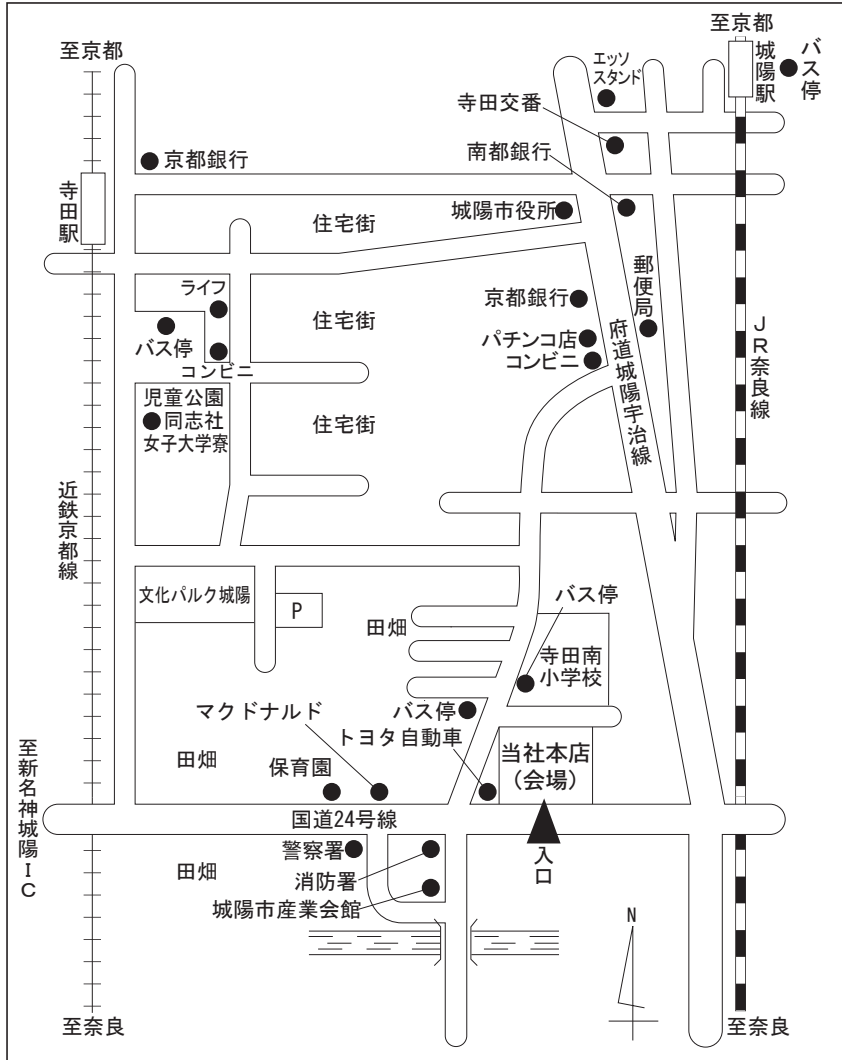 至京都
至京都
城陽駅
バス停
エッソ
スタンド
寺田交番
南都銀行
京都銀行
寺田駅
住宅街
城陽市役所
郵便局
ライフ
京都銀行
住宅街
バス停
パチンコ店
コンビニ
コンビニ
府道城陽宇治線
JR奈良線
児童公園
同志社
女子大学寮
住宅街
近鉄京都線
文化パルク城陽
P
田畑
バス停
寺田南
小学校
マクドナルド
バス停
トヨタ自動車
当社本店
(会場)
田畑
保育園
至新名神城陽IC
国道24号線
入口
警察署
田畑
消防署
城陽市産業会館
N
至奈良
至奈良